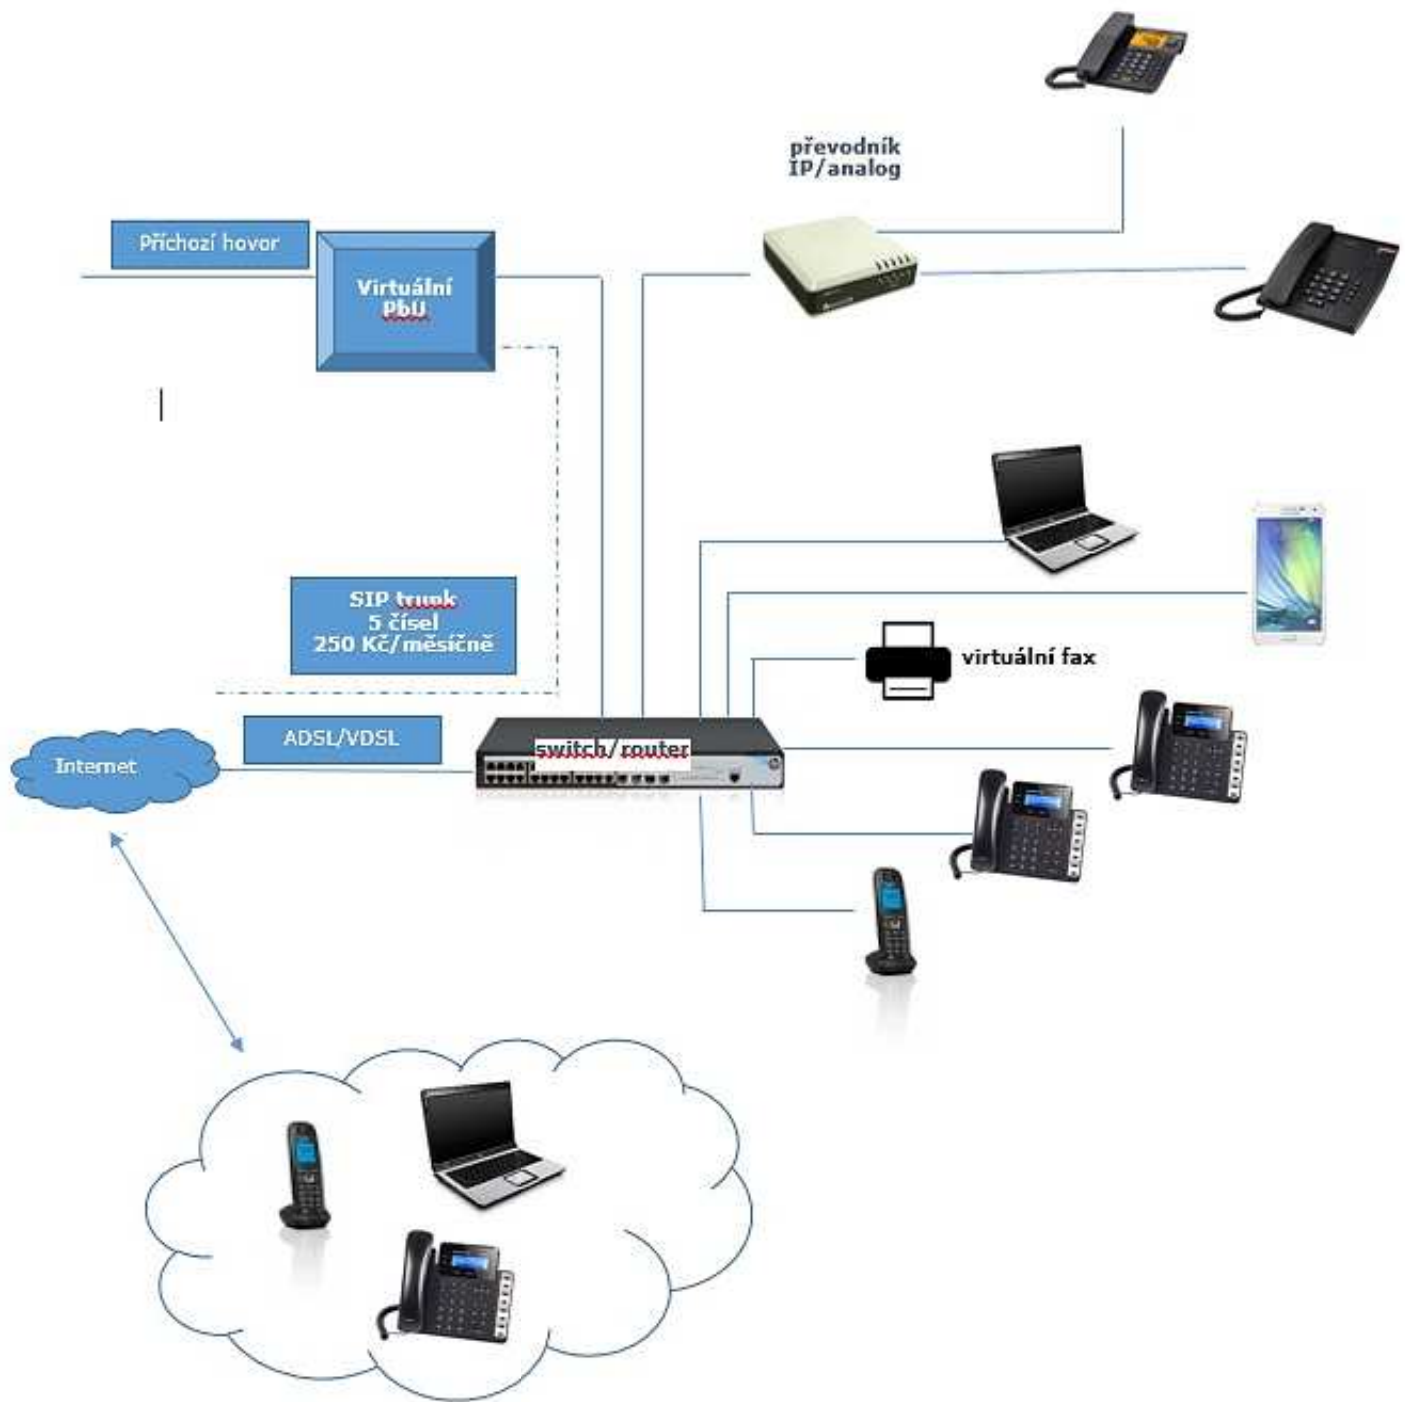 převodník
IP/analog
Příchozí hovor
Virtuální
PbÚ
SIP trunk
5 čísel
250 Kč/měsíčně
virtuální fax
ADSL/VDSL
switch/router
Internet